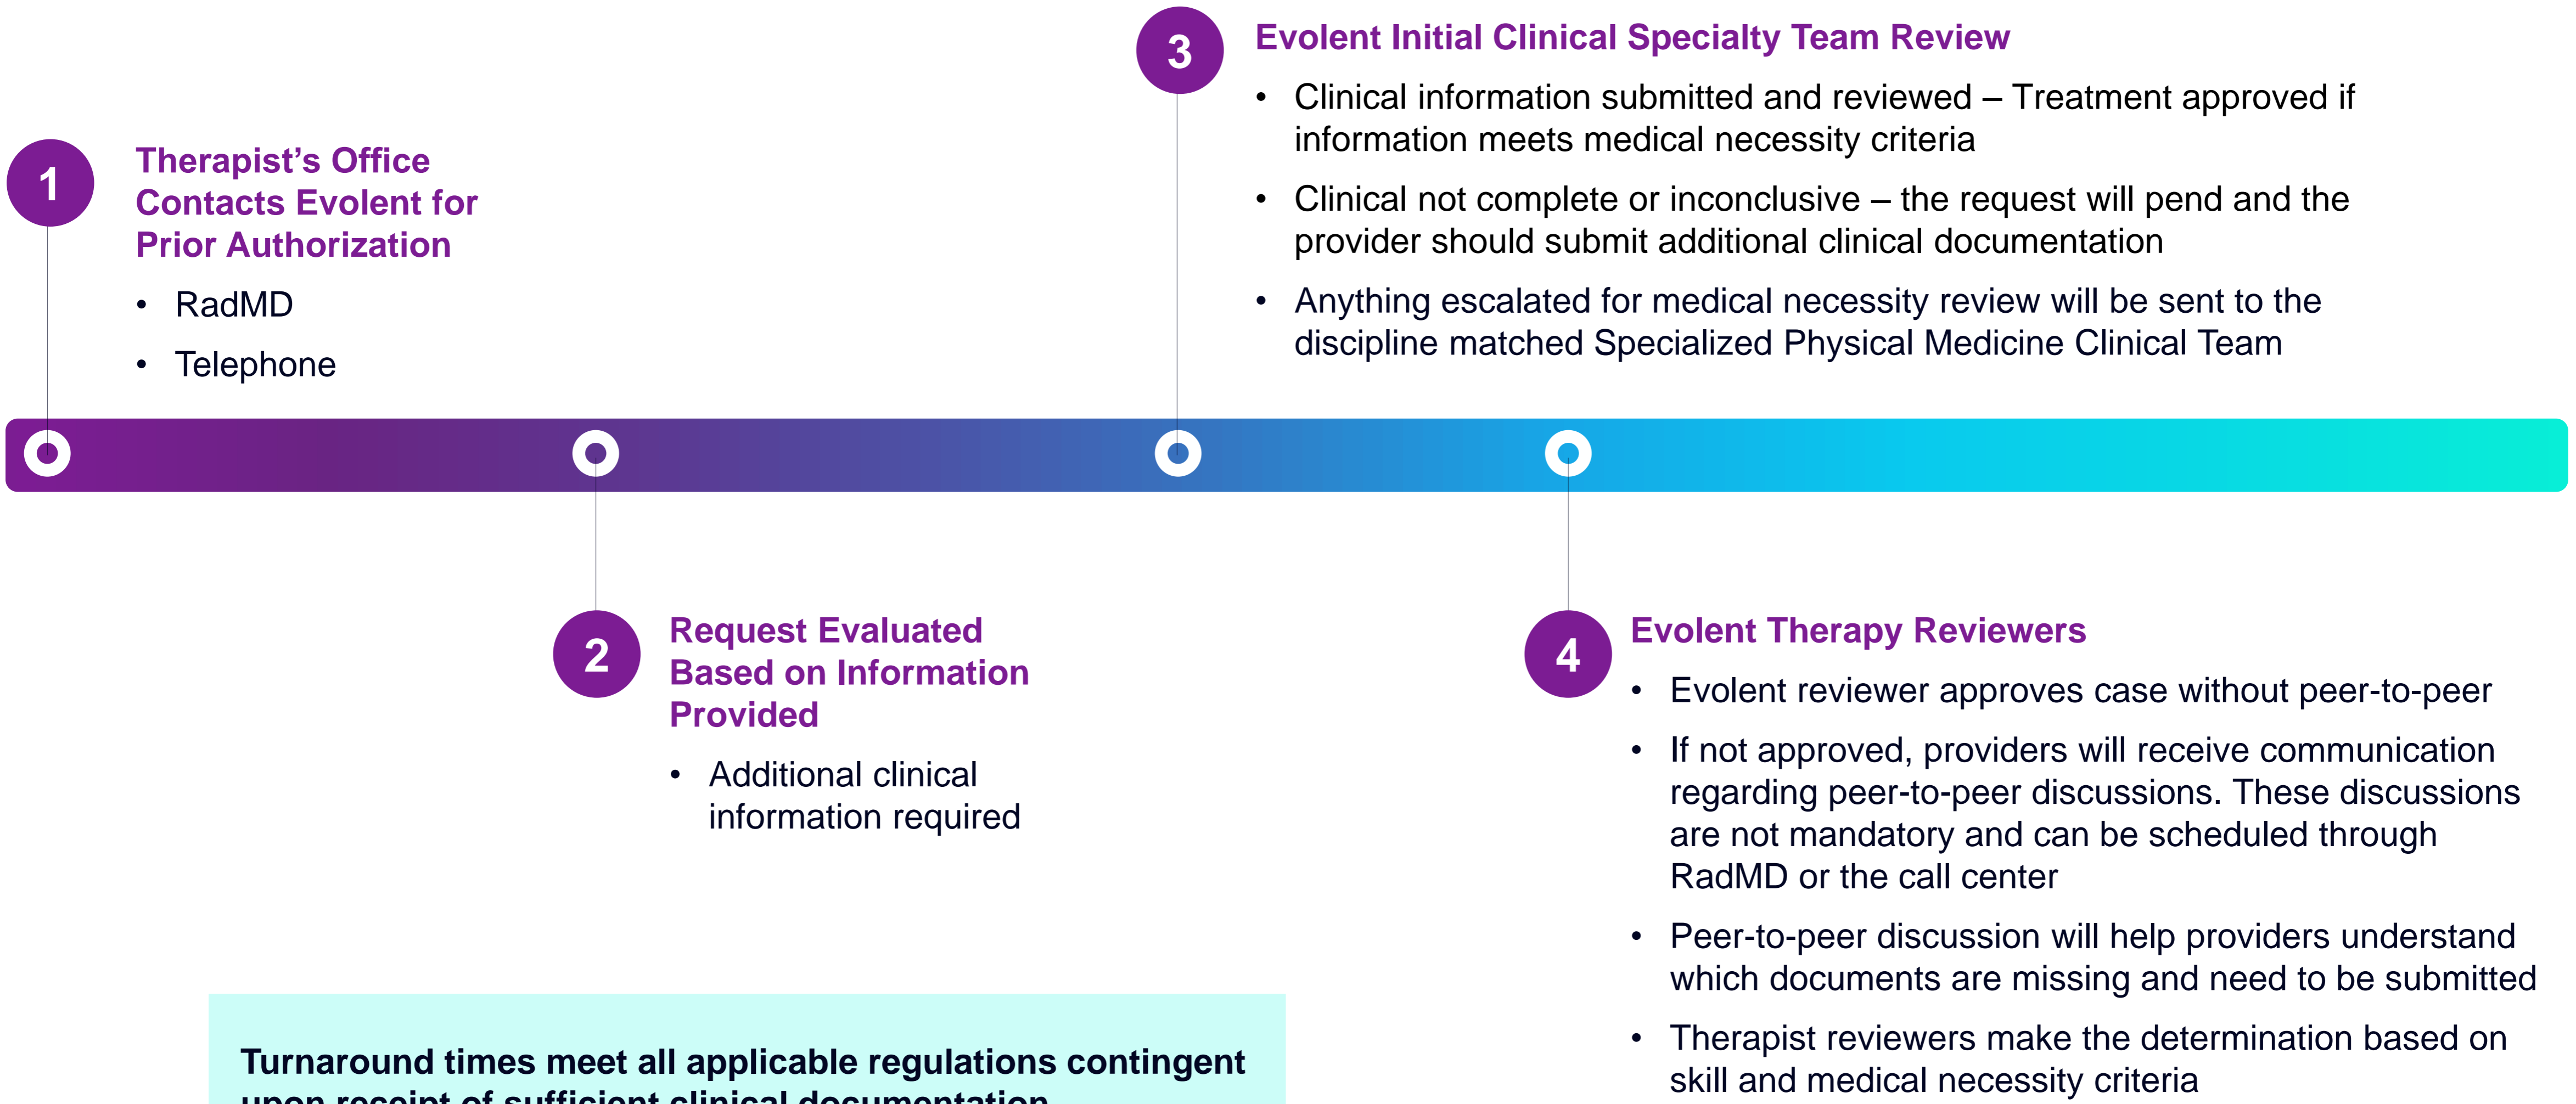 1
Therapist’s Office
Contacts Evolent for
Prior Authorization
• RadMD
• Telephone
2
Request Evaluated
Based on Information
Provided
• Additional clinical
information required
3
Evolent Initial Clinical Specialty Team Review
• Clinical information submitted and reviewed – Treatment approved if
information meets medical necessity criteria
• Clinical not complete or inconclusive – the request will pend and the
provider should submit additional clinical documentation
• Anything escalated for medical necessity review will be sent to the
discipline matched Specialized Physical Medicine Clinical Team
4
Evolent Therapy Reviewers
• Evolent reviewer approves case without peer-to-peer
• If not approved, providers will receive communication
regarding peer-to-peer discussions. These discussions
are not mandatory and can be scheduled through
RadMD or the call center
• Peer-to-peer discussion will help providers understand
which documents are missing and need to be submitted
• Therapist reviewers make the determination based on
skill and medical necessity criteria
Turnaround times meet all applicable regulations contingent
upon receipt of sufficient clinical documentation